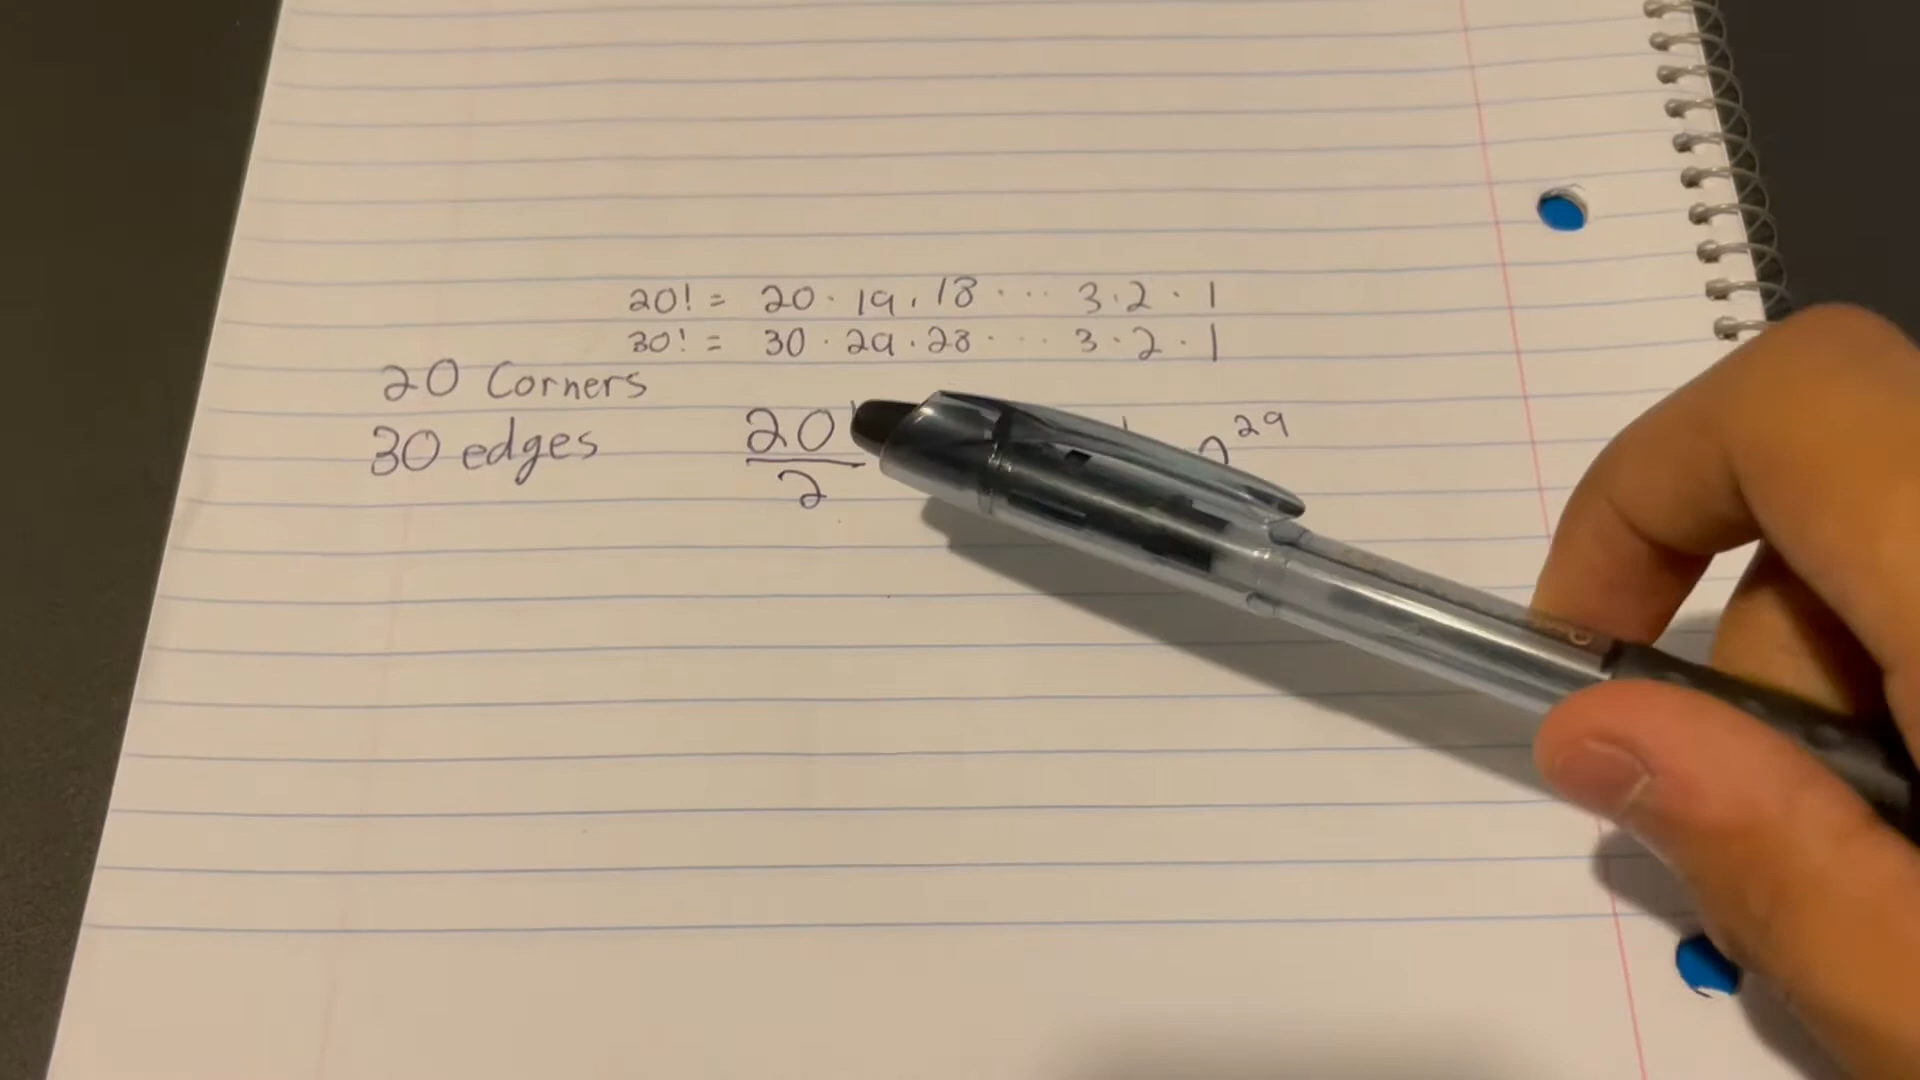 20! = 20 · 19 · 18 · ··· 3 · 2 · 1
30! = 30 · 29 · 28 · ··· 3 · 2 · 1
20 Corners
30 edges
20
2
29